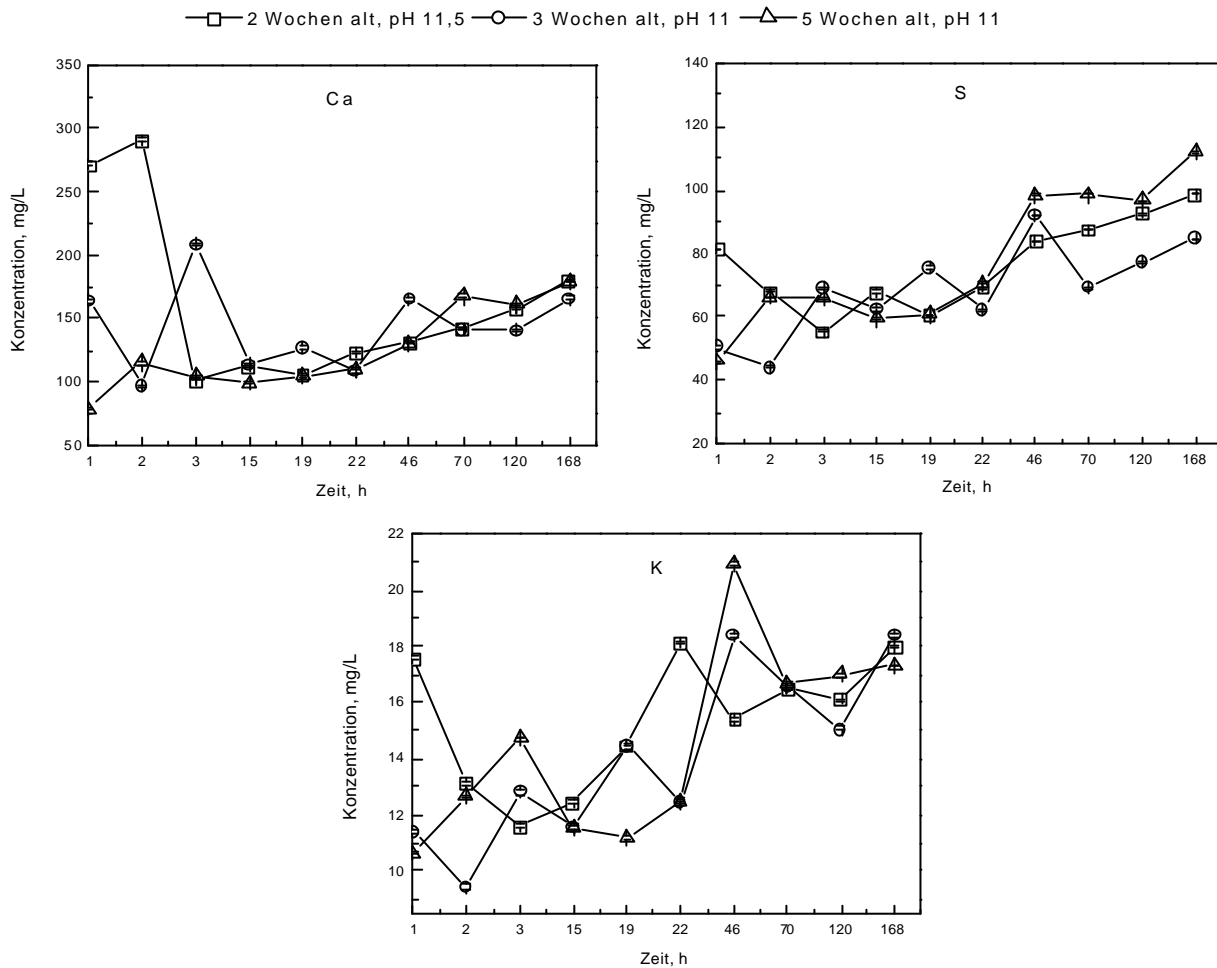 2 Wochen alt, pH 11,5 3 Wochen alt, pH 11 5 Wochen alt, pH 11
Ca
Konzentration, mg/L
350
300
250
200
150
100
50
1 2 3 15 19 22 46 70 120 168
Zeit, h
S
Konzentration, mg/L
140
120
100
80
60
40
20
1 2 3 15 19 22 46 70 120 168
Zeit, h
K
Konzentration, mg/L
22
20
18
16
14
12
10
1 2 3 15 19 22 46 70 120 168
Zeit, h